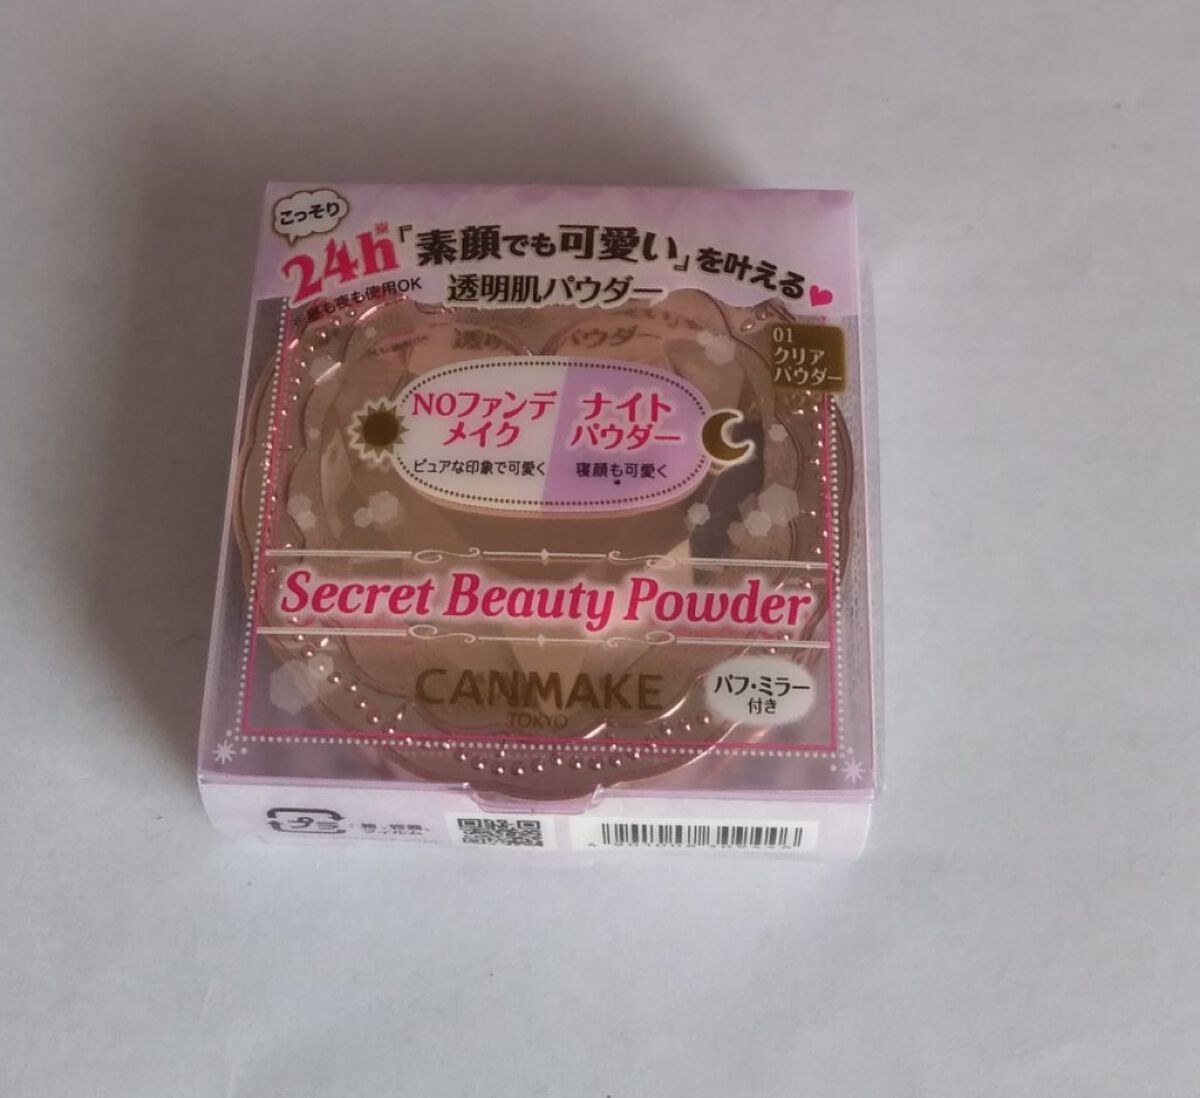 こっそり
24h※『素顔でも可愛い』を叶える
※昼も夜も使用OK
透明肌パウダー
01
クリア
パウダー
NOファンデ
メイク
ピュアな印象で可愛く
ナイト
パウダー
寝顔も可愛く
Secret Beauty Powder
CANMAKE
TOKYO
パフ・ミラー
付き
プラ